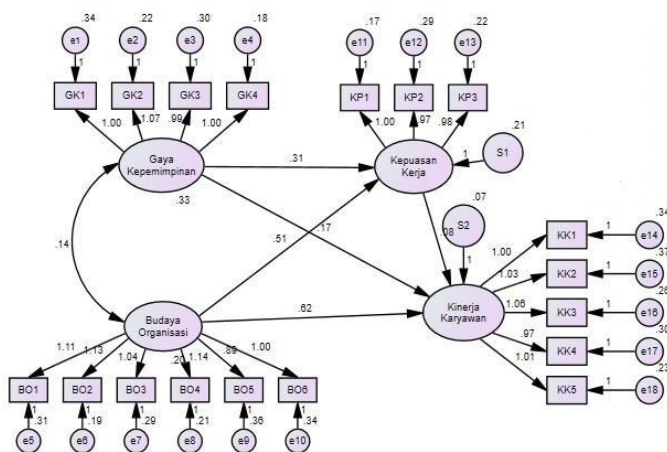 .34 .22 .30 .18 .17 .29 .22
e1 e2 e3 e4 e11 e12 e13
1 1 1 1 1 1 1
GK1 GK2 GK3 GK4 KP1 KP2 KP3
1.00 1.07 .99 1.00 1.00 .97 .98
.21
S1
1
Gaya
Kepemimpinan
.31
Kepuasan
Kerja
.33
.07
S2
1
.14
.51
.17
.08
.34
KK1 1 e14
1.00
.37
KK2 1 e15
1.03
.26
KK3 1 e16
1.06
.30
KK4 1 e17
.97
.23
KK5 1 e18
1.01
Budaya
Organisasi
.62
Kinerja
Karyawan
1.11 1.13 1.04 .20 1.14 .89 1.00
BO1 BO2 BO3 BO4 BO5 BO6
1 1 1 1 1 1
.31 .19 .29 .21 .36 .34
e5 e6 e7 e8 e9 e10